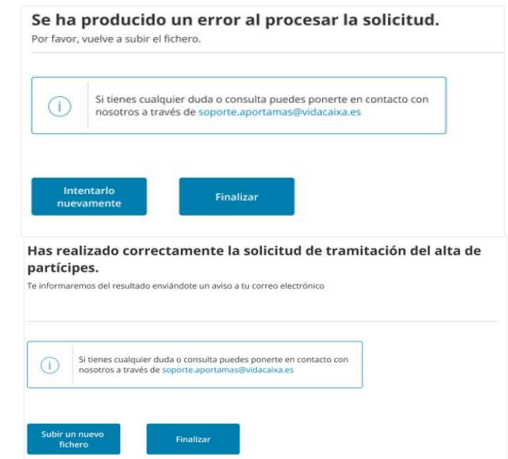 Se ha producido un error al procesar la solicitud.
Por favor, vuelve a subir el fichero.
Si tienes cualquier duda o consulta puedes ponerte en contacto con
nosotros a través de soporte.aportamas@vidacaixa.es
Intentarlo
nuevamente
Finalizar
Has realizado correctamente la solicitud de tramitación del alta de
partícipes.
Te informaremos del resultado enviándote un aviso a tu correo electrónico
Si tienes cualquier duda o consulta puedes ponerte en contacto con
nosotros a través de soporte.aportamas@vidacaixa.es
Subir un nuevo
fichero
Finalizar